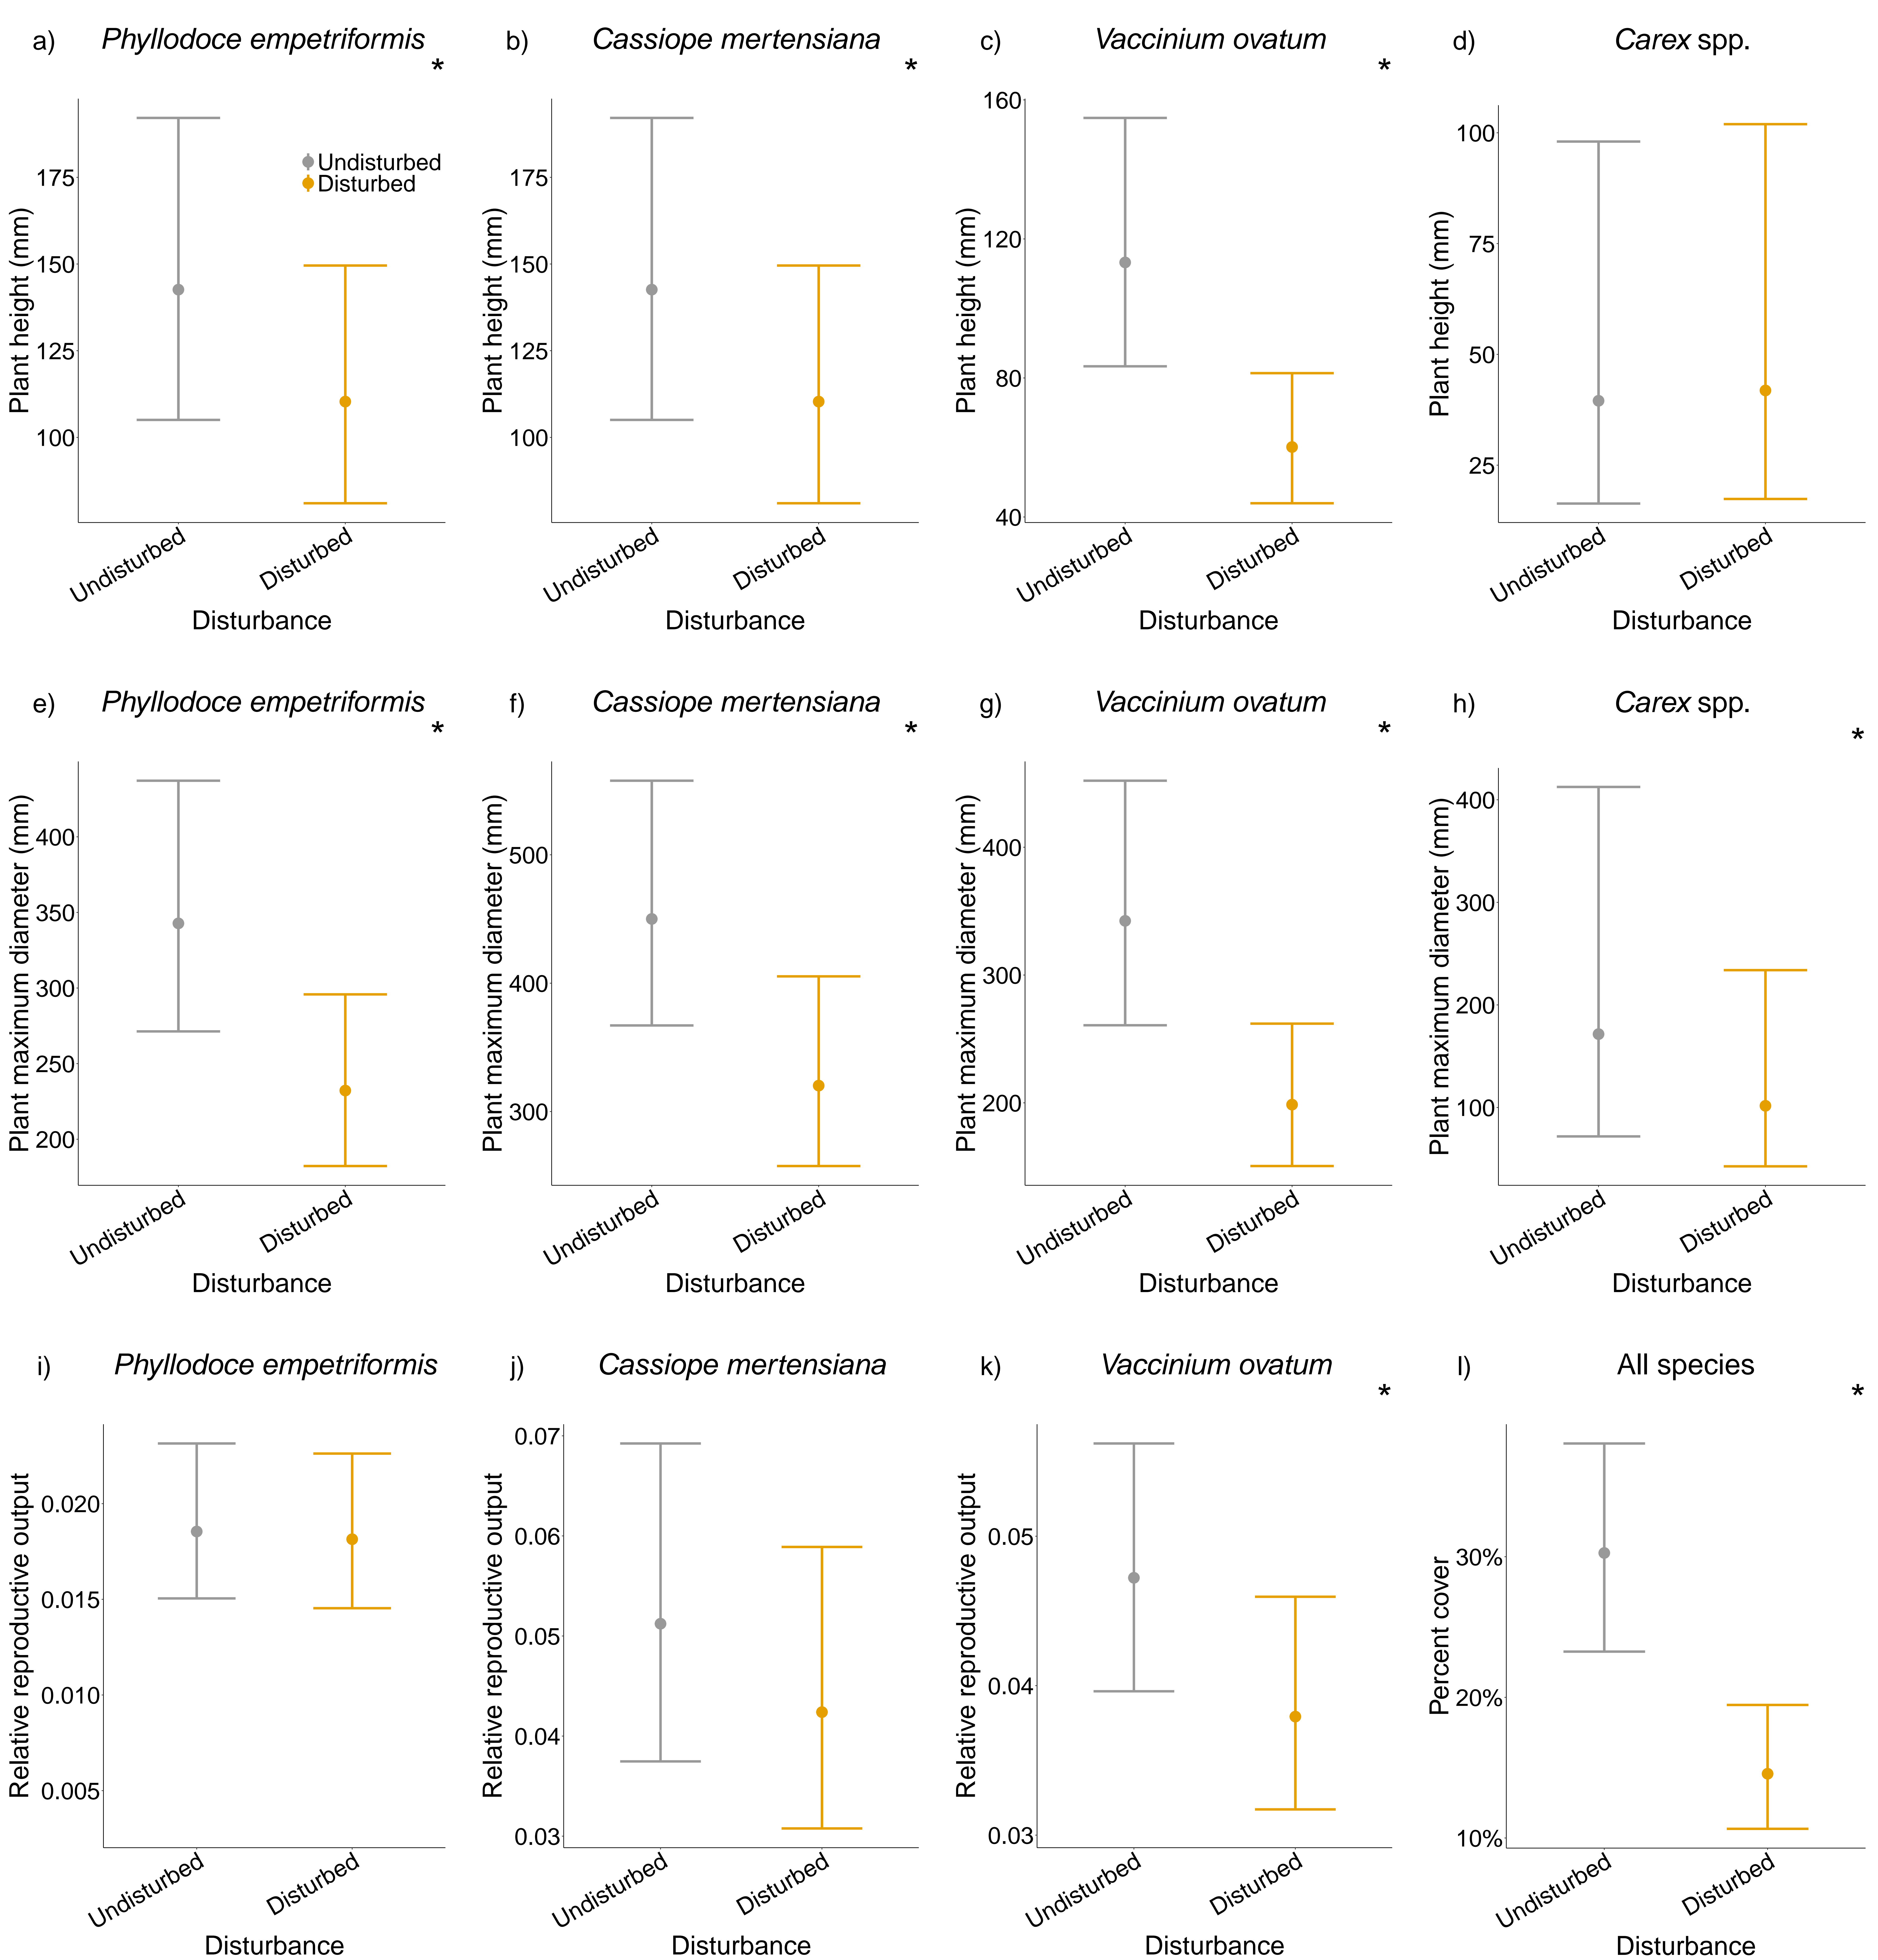 a) Phyllodoce empetriformis
*
Plant height (mm)
175
150
125
100
Undisturbed
Disturbed
Undisturbed
Disturbed
Disturbance
b) Cassiope mertensiana
*
Plant height (mm)
175
150
125
100
Undisturbed
Disturbed
Disturbance
c) Vaccinium ovatum
*
Plant height (mm)
160
120
80
40
Undisturbed
Disturbed
Disturbance
d) Carex spp.
Plant height (mm)
100
75
50
25
Undisturbed
Disturbed
Disturbance
e) Phyllodoce empetriformis
*
Plant maximum diameter (mm)
400
350
300
250
200
Undisturbed
Disturbed
Disturbance
f) Cassiope mertensiana
*
Plant maximum diameter (mm)
500
400
300
Undisturbed
Disturbed
Disturbance
g) Vaccinium ovatum
*
Plant maximum diameter (mm)
400
300
200
Undisturbed
Disturbed
Disturbance
h) Carex spp.
*
Plant maximum diameter (mm)
400
300
200
100
Undisturbed
Disturbed
Disturbance
i) Phyllodoce empetriformis
Relative reproductive output
0.020
0.015
0.010
0.005
Undisturbed
Disturbed
Disturbance
j) Cassiope mertensiana
Relative reproductive output
0.07
0.06
0.05
0.04
0.03
Undisturbed
Disturbed
Disturbance
k) Vaccinium ovatum
*
Relative reproductive output
0.05
0.04
0.03
Undisturbed
Disturbed
Disturbance
l) All species
*
Percent cover
30%
20%
10%
Undisturbed
Disturbed
Disturbance